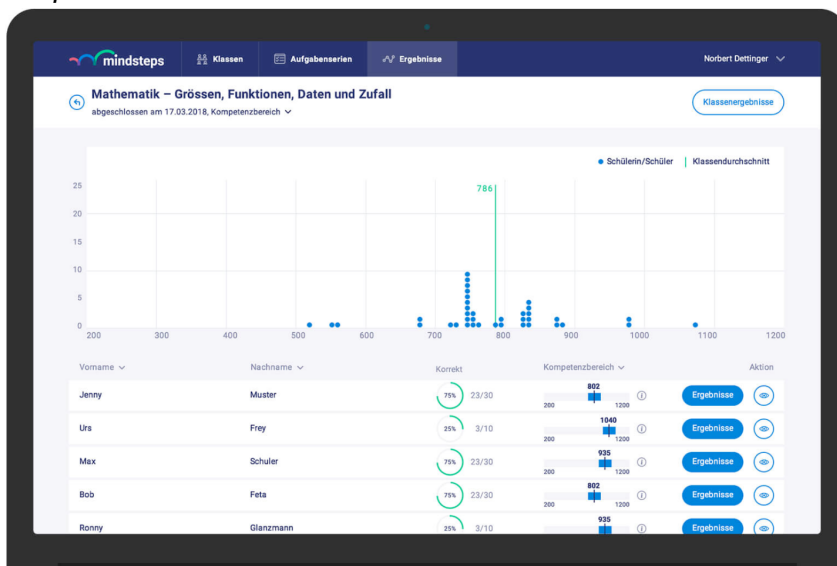 mindsteps Klassen Aufgabenserien Ergebnisse Norbert Dettinger
Mathematik – Grössen, Funktionen, Daten und Zufall
abgeschlossen am 17.03.2018, Kompetenzbereich
Klassenergebnisse
Schülerin/Schüler Klassendurchschnitt
786
25
20
15
10
5
0
200 300 400 500 600 700 800 900 1000 1100 1200
Vorname Nachname Korrekt Kompetenzbereich Aktion
Jenny Muster 75% 23/30 200 802 1200 i Ergebnisse
Urs Frey 25% 3/10 200 1040 1200 i Ergebnisse
Max Schuler 75% 23/30 200 935 1200 i Ergebnisse
Bob Feta 75% 23/30 200 802 1200 i Ergebnisse
Ronny Glanzmann 25% 3/10 200 935 1200 i Ergebnisse